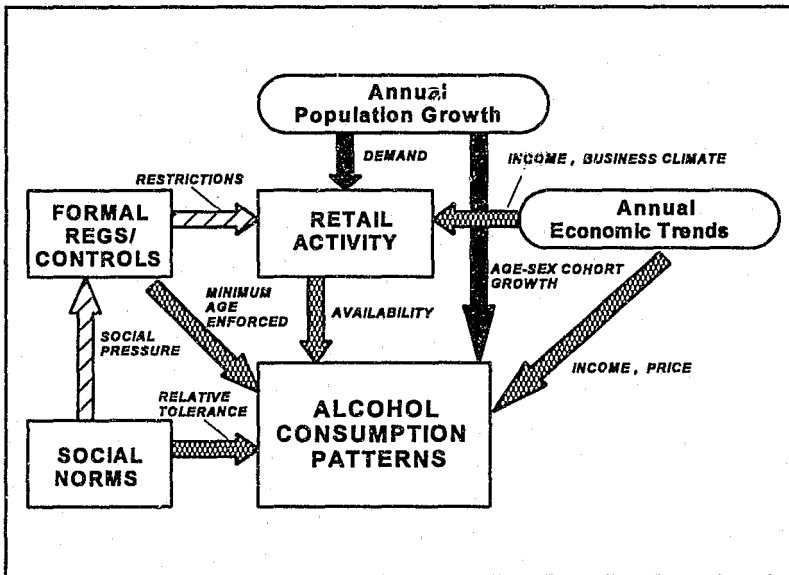 Annual
Population Growth
DEMAND
INCOME, BUSINESS CLIMATE
RESTRICTIONS
FORMAL
REGS/
CONTROLS
RETAIL
ACTIVITY
Annual
Economic Trends
AGE-SEX COHORT
GROWTH
MINIMUM
AGE
ENFORCED
AVAILABILITY
SOCIAL
PRESSURE
INCOME, PRICE
RELATIVE
TOLERANCE
ALCOHOL
CONSUMPTION
PATTERNS
SOCIAL
NORMS